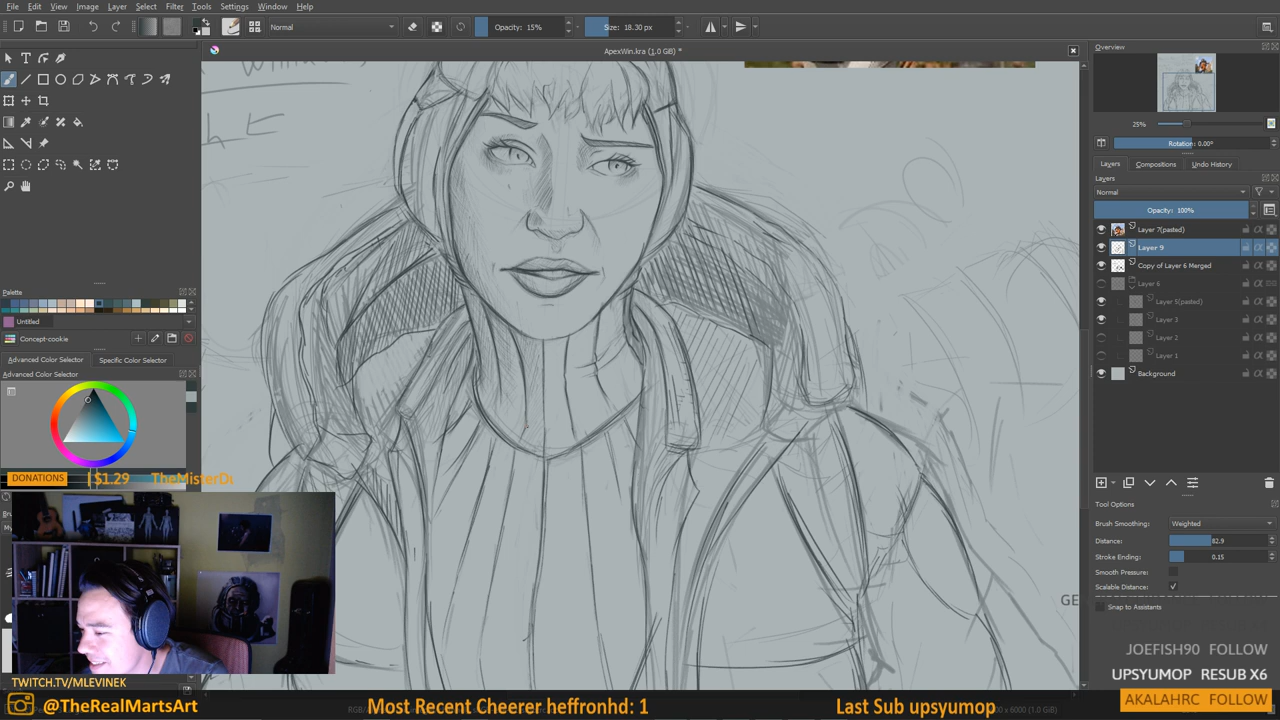 File Edit View Image Layer Select Filter Tools Settings Window Help
Normal
Opacity: 15%
Size: 18.30 px
ApexWin.kra (1.0 GB) *
Overview
25%
Rotation: 0.00°
Layers Compositions Undo History
Layers
Normal
Opacity: 100%
Layer 7(pasted)
Layer 9
Copy of Layer 6 Merged
Layer 6
Layer 5(pasted)
Layer 3
Layer 2
Layer 1
Background
Palette
Untitled
Concept-cookie
Advanced Color Selector Specific Color Selector
Advanced Color Selector
DONATIONS $1.29 TheMisterDu
Tool Options
Brush Smoothing: Weighted
Distance: 82.9
Stroke Ending: 0.15
Smooth Pressure:
Scalable Distance:
Snap to Assistants
GE
JOEFISH90 FOLLOW
UPSYUMOP RESUB X6
AKALAHRC FOLLOW
TWITCH.TV/MLEVINEK
@TheRealMartsArt
Most Recent Cheerer heffronhd: 1
Last Sub upsyumop